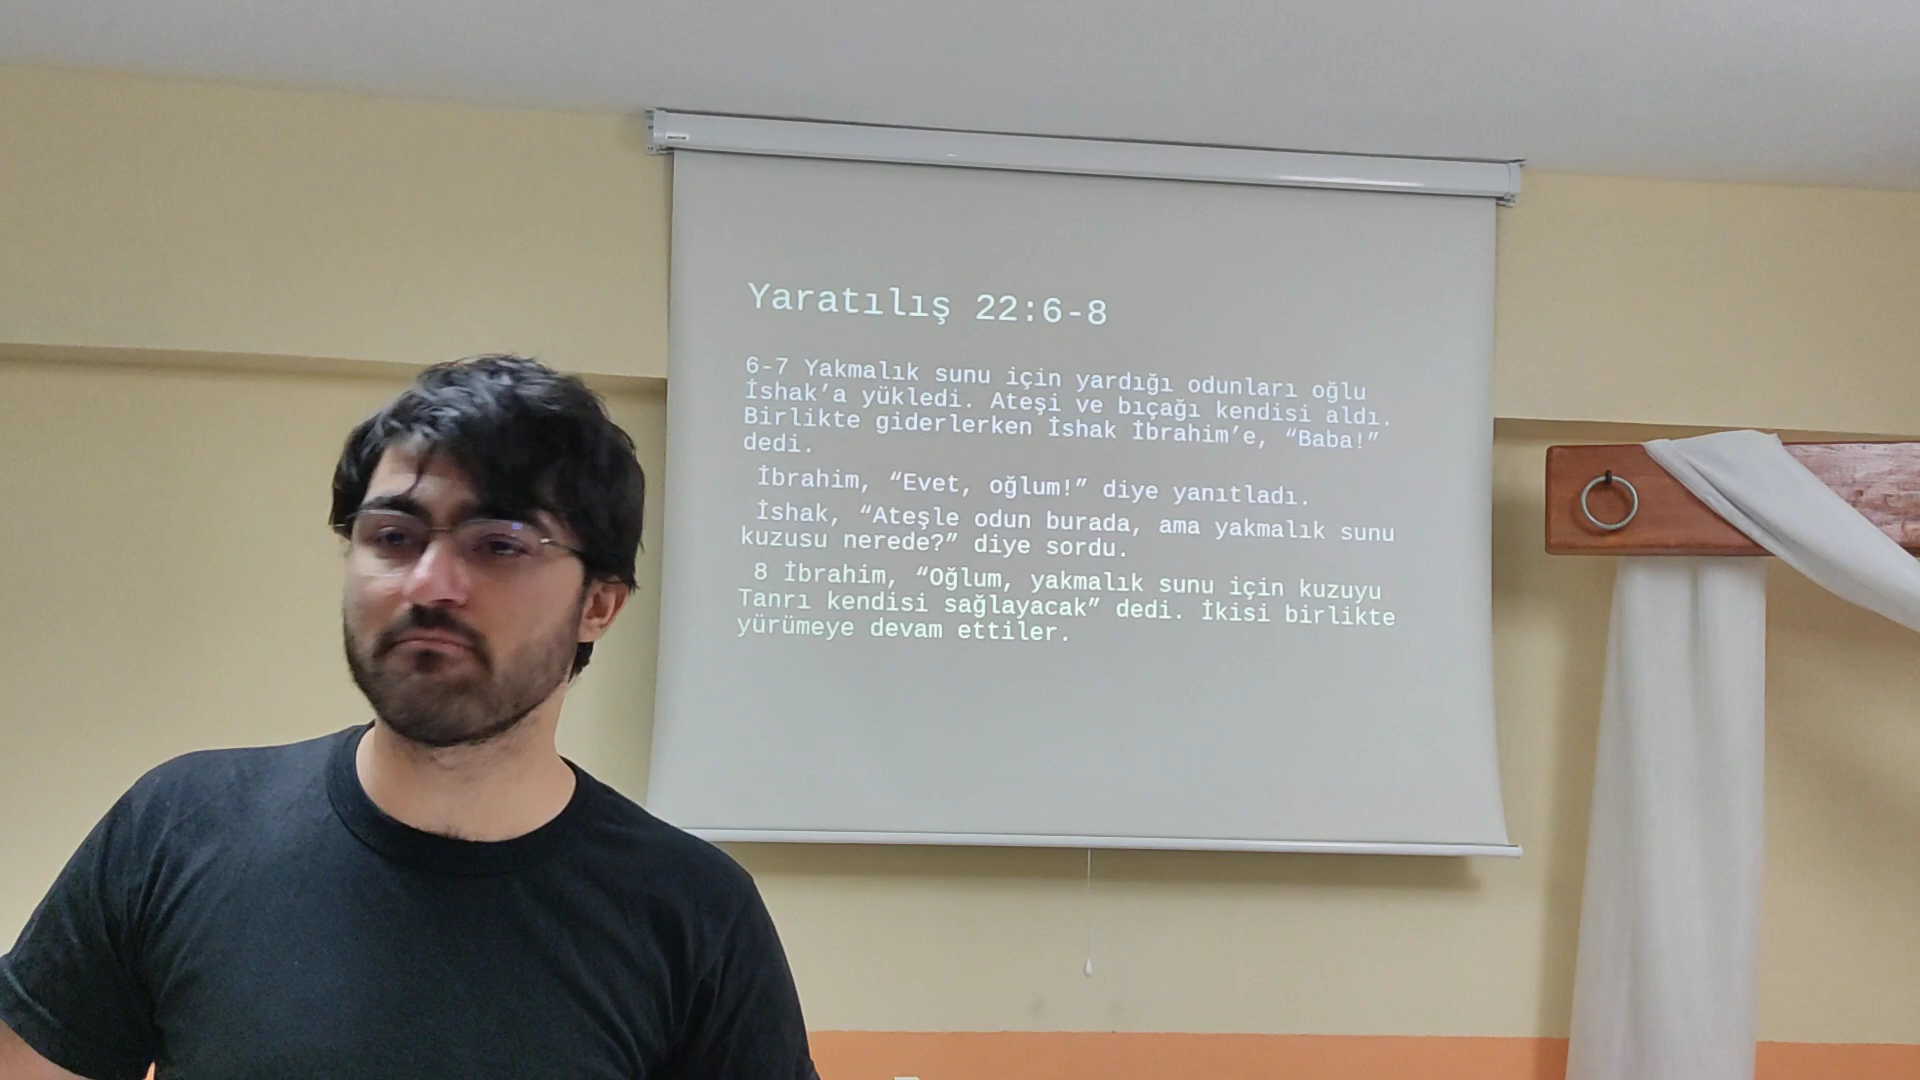 Yaratılış 22:6-8
6-7 Yakmalık sunu için yardığı odunları oğlu
İshak’a yükledi. Ateşi ve bıçağı kendisi aldı.
Birlikte giderlerken İshak İbrahim’e, “Baba!”
dedi.
İbrahim, “Evet, oğlum!” diye yanıtladı.
İshak, “Ateşle odun burada, ama yakmalık sunu
kuzusu nerede?” diye sordu.
8 İbrahim, “Oğlum, yakmalık sunu için kuzuyu
Tanrı kendisi sağlayacak” dedi. İkisi birlikte
yürümeye devam ettiler.